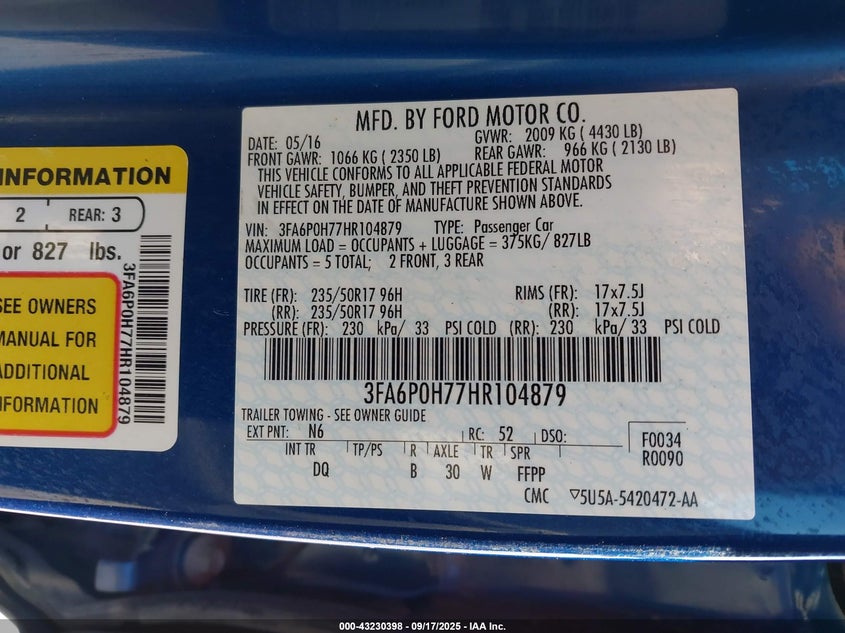 INFORMATION
2 REAR: 3
or 827 lbs.
SEE OWNERS
MANUAL FOR
ADDITIONAL
INFORMATION
3FA6P0H77HR104879
MFD. BY FORD MOTOR CO.
DATE: 05/16 GVWR: 2009 KG ( 4430 LB)
FRONT GAWR: 1066 KG ( 2350 LB) REAR GAWR: 966 KG ( 2130 LB)
THIS VEHICLE CONFORMS TO ALL APPLICABLE FEDERAL MOTOR
VEHICLE SAFETY, BUMPER, AND THEFT PREVENTION STANDARDS
IN EFFECT ON THE DATE OF MANUFACTURE SHOWN ABOVE.
VIN: 3FA6P0H77HR104879 TYPE: Passenger Car
MAXIMUM LOAD = OCCUPANTS + LUGGAGE = 375KG/ 827LB
OCCUPANTS = 5 TOTAL; 2 FRONT, 3 REAR
TIRE (FR): 235/50R17 96H RIMS (FR): 17x7.5J
(RR): 235/50R17 96H (RR): 17x7.5J
PRESSURE (FR): 230 kPa/ 33 PSI COLD (RR): 230 kPa/ 33 PSI COLD
3FA6P0H77HR104879
TRAILER TOWING - SEE OWNER GUIDE
EXT PNT: N6 RC: 52 DSO: F0034
R0090
INT TR TP/PS R AXLE TR SPR
DQ B 30 W FFPP
CMC ▽5U5A-5420472-AA
000-43230398 - 09/17/2025 - IAA Inc.